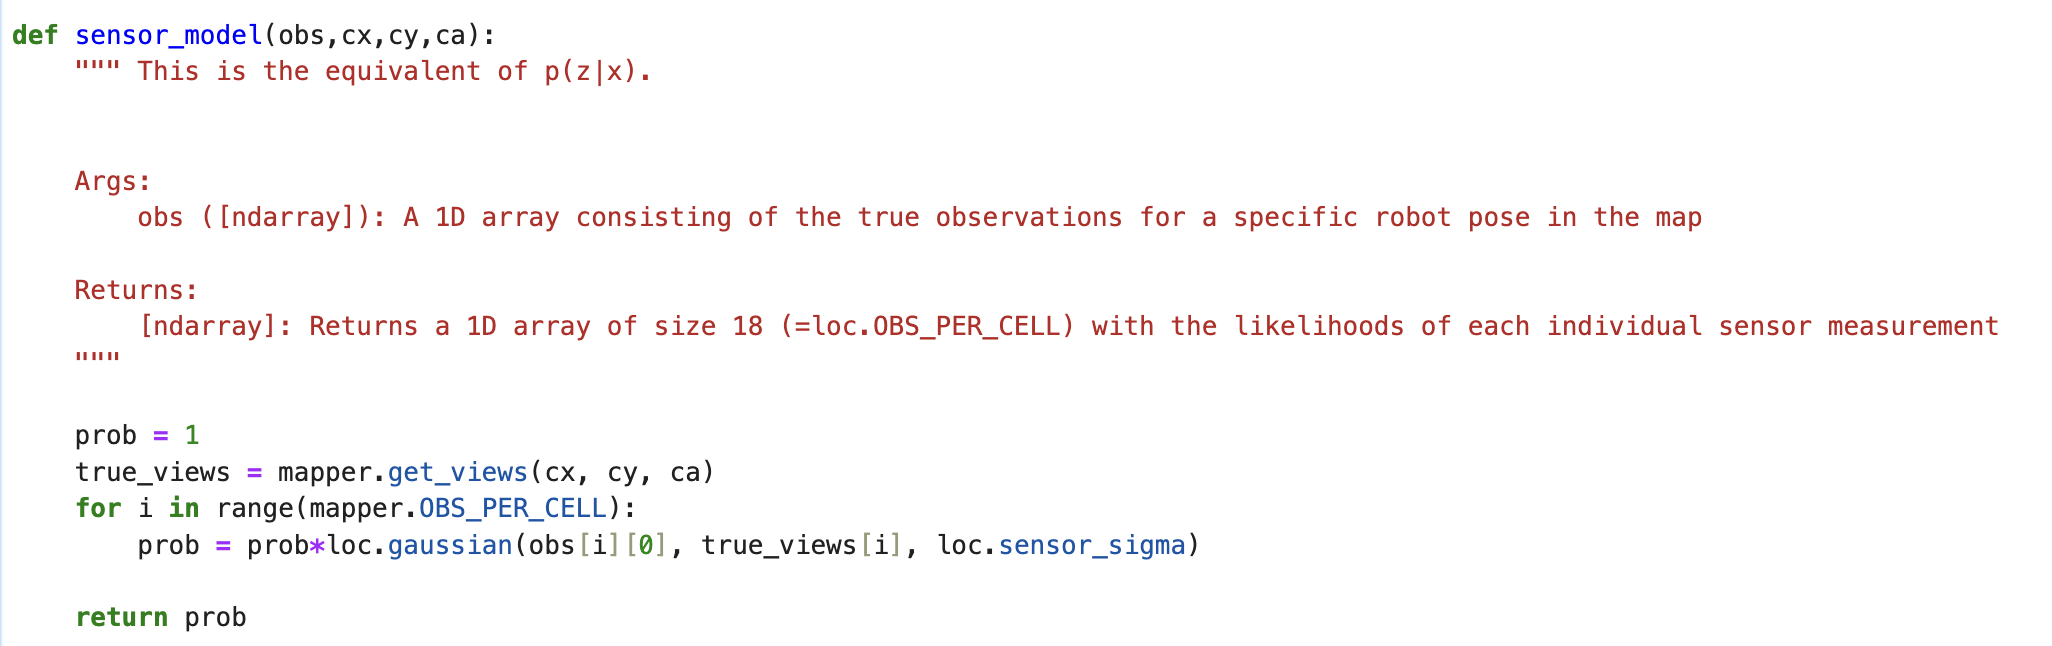 def sensor_model(obs,cx,cy,ca):
    """ This is the equivalent of p(z|x).
    Args:
        obs ([ndarray]): A 1D array consisting of the true observations for a specific robot pose in the map
    Returns:
        [ndarray]: Returns a 1D array of size 18 (=loc.OBS_PER_CELL) with the likelihoods of each individual sensor measurement
    """
    prob = 1
    true_views = mapper.get_views(cx, cy, ca)
    for i in range(mapper.OBS_PER_CELL):
        prob = prob*loc.gaussian(obs[i][0], true_views[i], loc.sensor_sigma)
    return prob